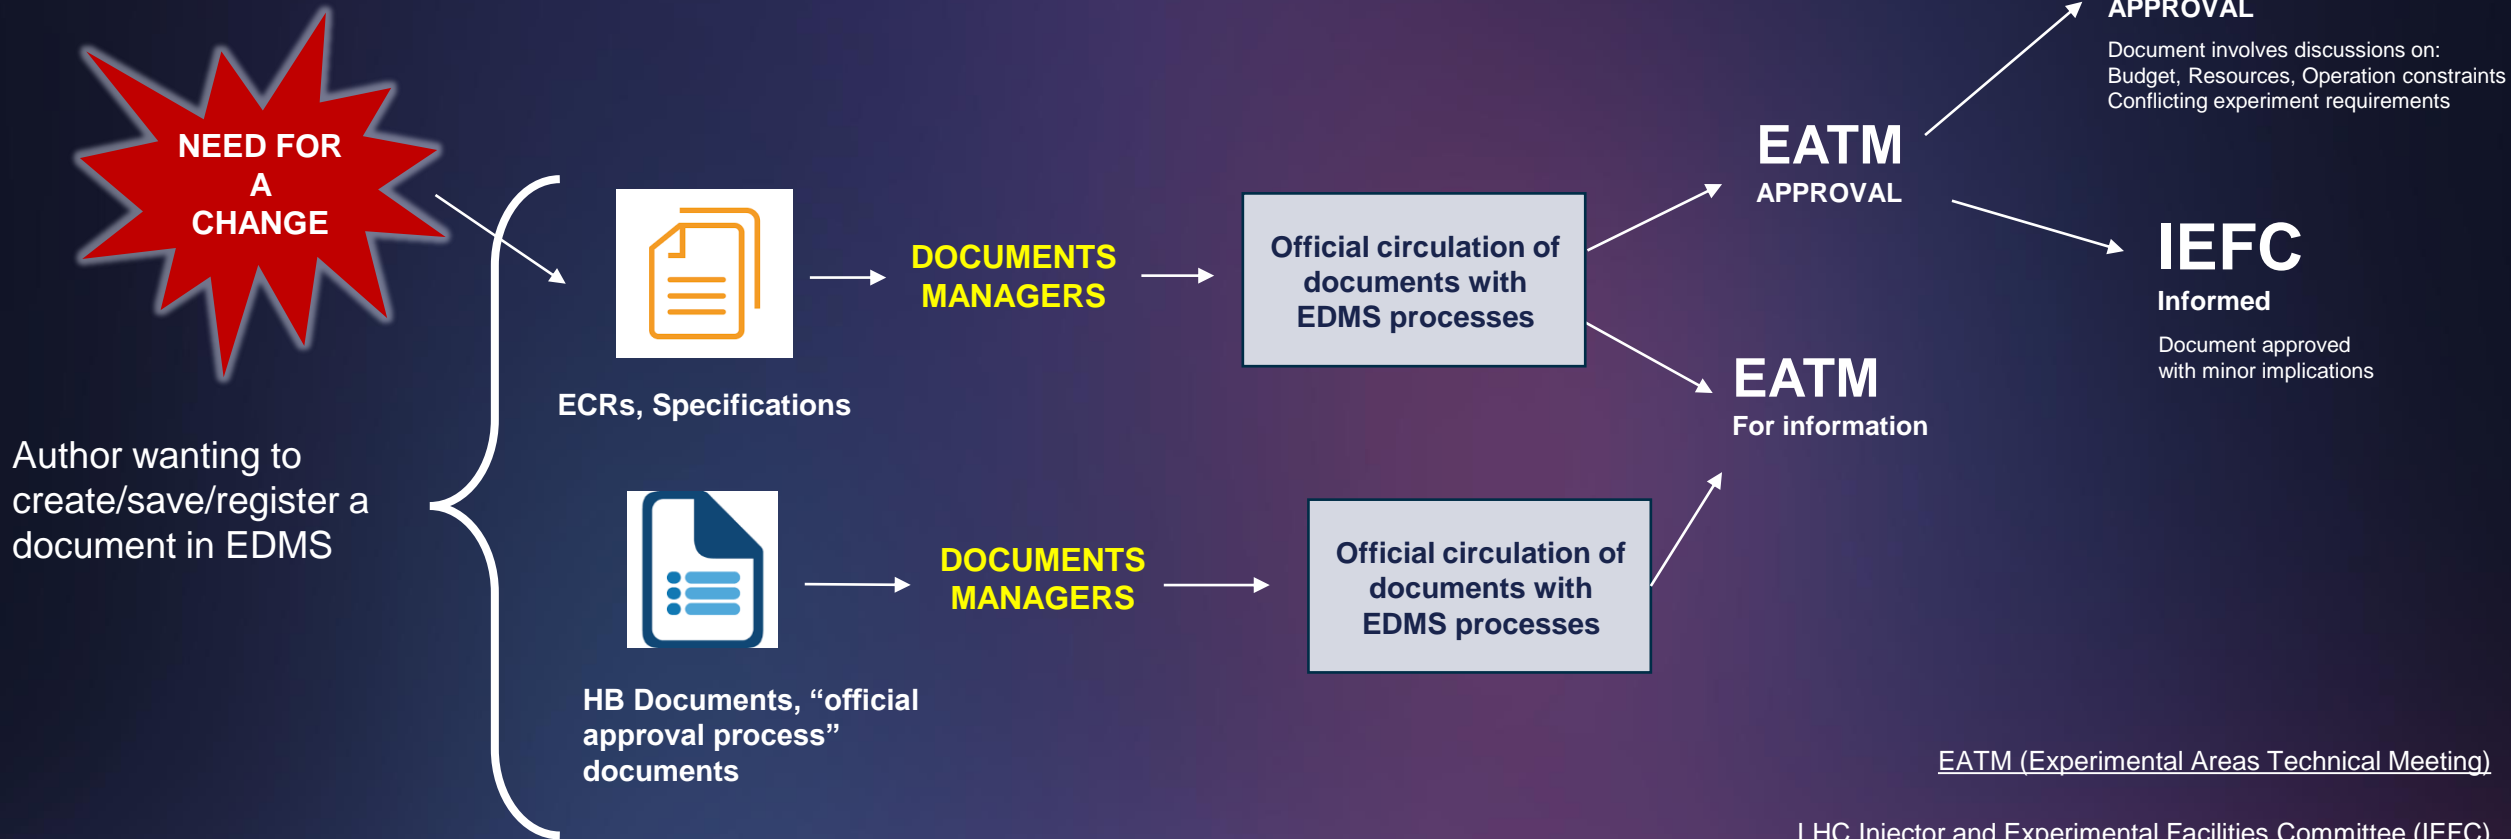 APPROVAL
Document involves discussions on:
Budget, Resources, Operation constraints
Conflicting experiment requirements
NEED FOR
A
CHANGE
EATM
APPROVAL
IEFC
Informed
Document approved
with minor implications
DOCUMENTS
MANAGERS
Official circulation of
documents with
EDMS processes
EATM
For information
ECRs, Specifications
Author wanting to
create/save/register a
document in EDMS
DOCUMENTS
MANAGERS
Official circulation of
documents with
EDMS processes
HB Documents, “official
approval process”
documents
EATM (Experimental Areas Technical Meeting)
LHC Injector and Experimental Facilities Committee (IEFC)